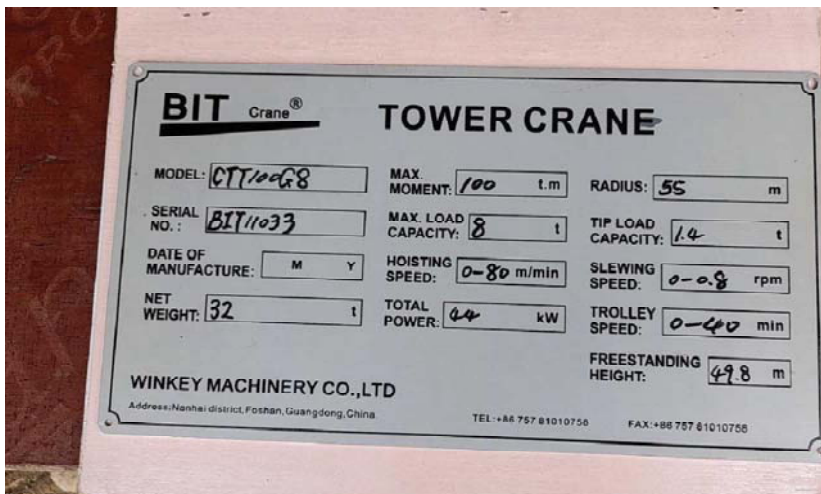 BIT Crane® TOWER CRANE
MODEL: CTT100G8 MAX. MOMENT: 100 t.m RADIUS: 55 m
SERIAL NO.: BIT11033 MAX. LOAD CAPACITY: 8 t TIP LOAD CAPACITY: 1.4 t
DATE OF MANUFACTURE: M Y HOISTING SPEED: 0-80 m/min SLEWING SPEED: 0-0.8 rpm
NET WEIGHT: 32 t TOTAL POWER: 44 kW TROLLEY SPEED: 0-40 min
FREESTANDING HEIGHT: 49.8 m
WINKEY MACHINERY CO.,LTD
Address:Nanhai district, Foshan, Guangdong, China TEL:+86 757 81010756 FAX:+86 757 81010756